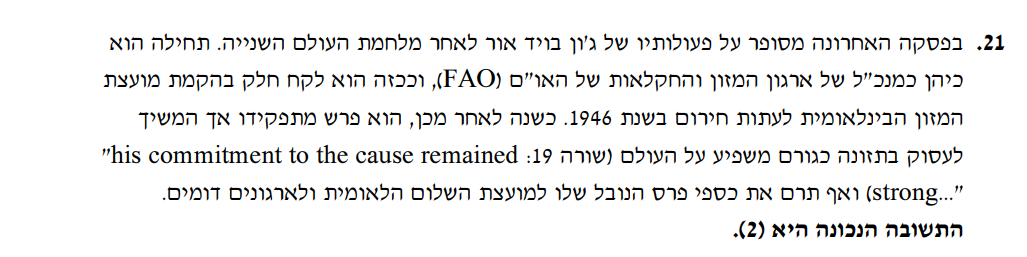 21. בפסקה האחרונה מסופר על פעולותיו של ג'ון בויד אור לאחר מלחמת העולם השנייה. תחילה הוא
כיהן כמנכ"ל של ארגון המזון והחקלאות של האו"ם (FAO), וככזה הוא לקח חלק בהקמת מועצת
המזון הבינלאומית לעתות חירום בשנת 1946. כשנה לאחר מכן, הוא פרש מתפקידו אך המשיך
לעסוק בתזונה כגורם משפיע על העולם (שורה 19: his commitment to the cause remained"
strong...") ואף תרם את כספי פרס הנובל שלו למועצת השלום הלאומית ולארגונים דומים.
התשובה הנכונה היא (2).